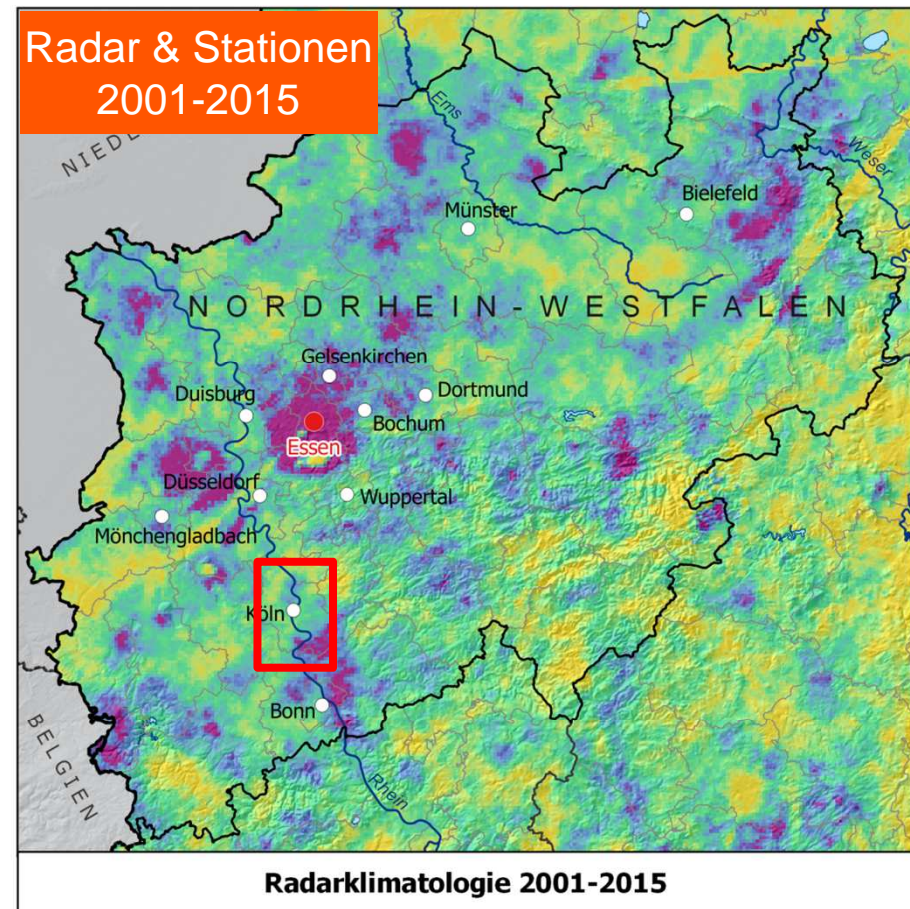 Radar & Stationen
2001-2015
NIEDE
Ems
Weser
Bielefeld
Münster
NORDRHEIN-WESTFALEN
Gelsenkirchen
Duisburg
Dortmund
Bochum
Essen
Düsseldorf
Wuppertal
Mönchengladbach
Köln
Bonn
BELGIEN
Rhein
Radarklimatologie 2001-2015